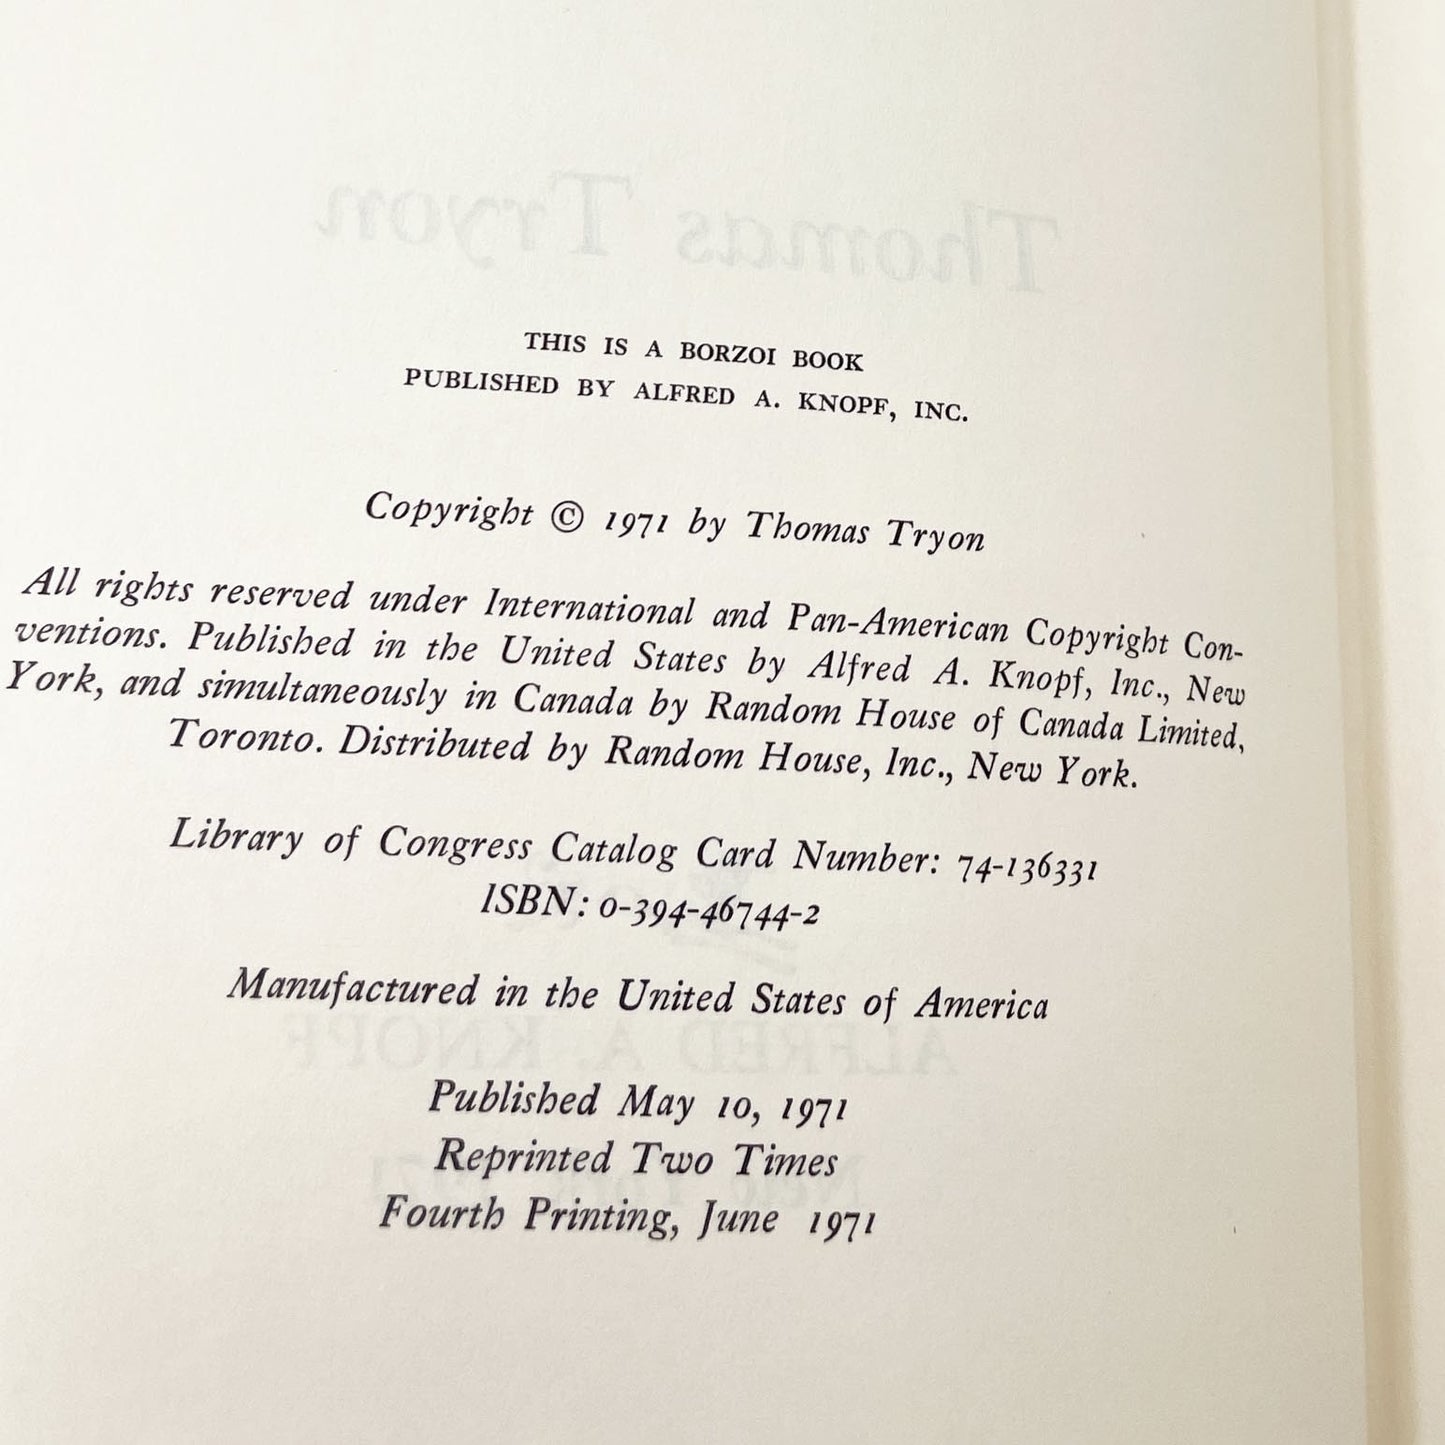 Thomas Tryon
THIS IS A BORZOI BOOK
PUBLISHED BY ALFRED A. KNOPF, INC.
Copyright © 1971 by Thomas Tryon
All rights reserved under International and Pan-American Copyright Con-
ventions. Published in the United States by Alfred A. Knopf, Inc., New
York, and simultaneously in Canada by Random House of Canada Limited,
Toronto. Distributed by Random House, Inc., New York.
Library of Congress Catalog Card Number: 74-136331
ISBN: 0-394-46744-2
Manufactured in the United States of America
ALFRED A. KNOPF
Published May 10, 1971
Reprinted Two Times
Fourth Printing, June 1971